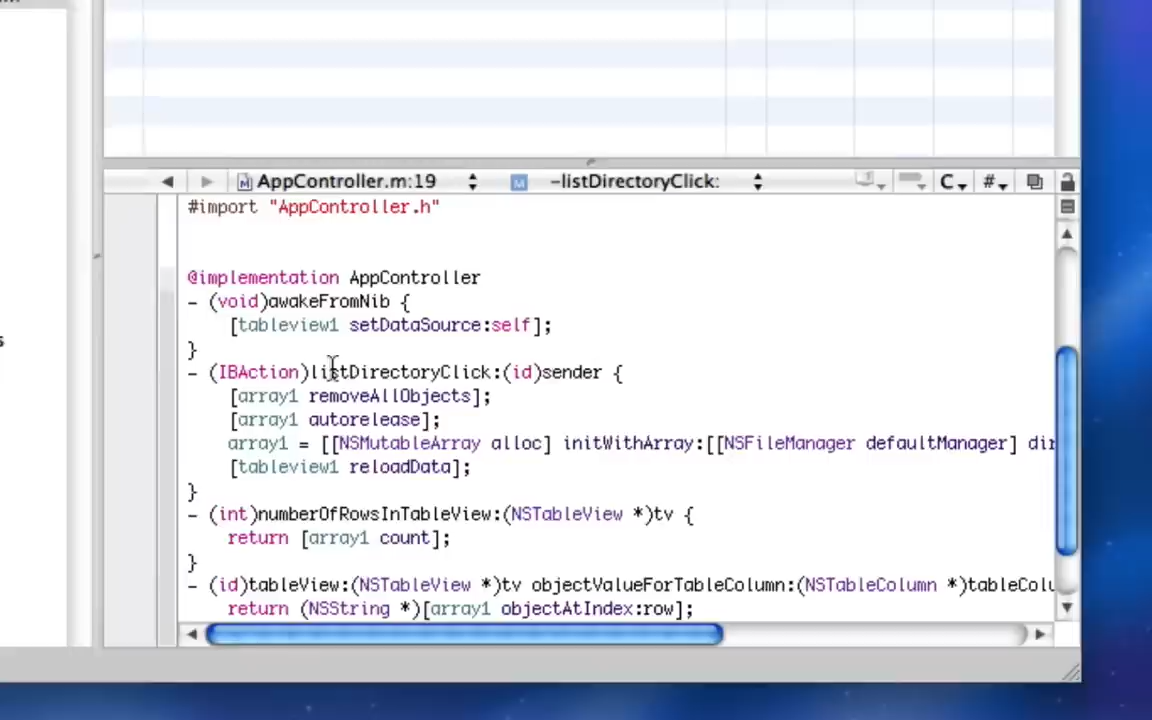 AppController.m:19 M -listDirectoryClick: C #
#import "AppController.h"
@implementation AppController
- (void)awakeFromNib {
[tableview1 setDataSource:self];
}
- (IBAction)listDirectoryClick:(id)sender {
[array1 removeAllObjects];
[array1 autorelease];
array1 = [[NSMutableArray alloc] initWithArray:[[NSFileManager defaultManager] dir
[tableview1 reloadData];
}
- (int)numberOfRowsInTableView:(NSTableView *)tv {
return [array1 count];
}
- (id)tableView:(NSTableView *)tv objectValueForTableColumn:(NSTableColumn *)tableColu
return (NSString *)[array1 objectAtIndex:row];